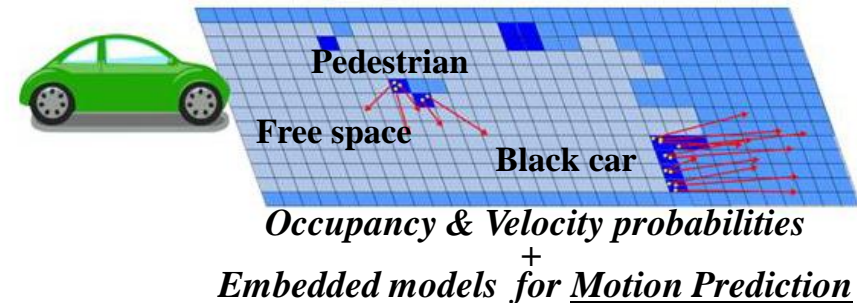 Pedestrian
Free space
Black car
Occupancy & Velocity probabilities
+
Embedded models for Motion Prediction